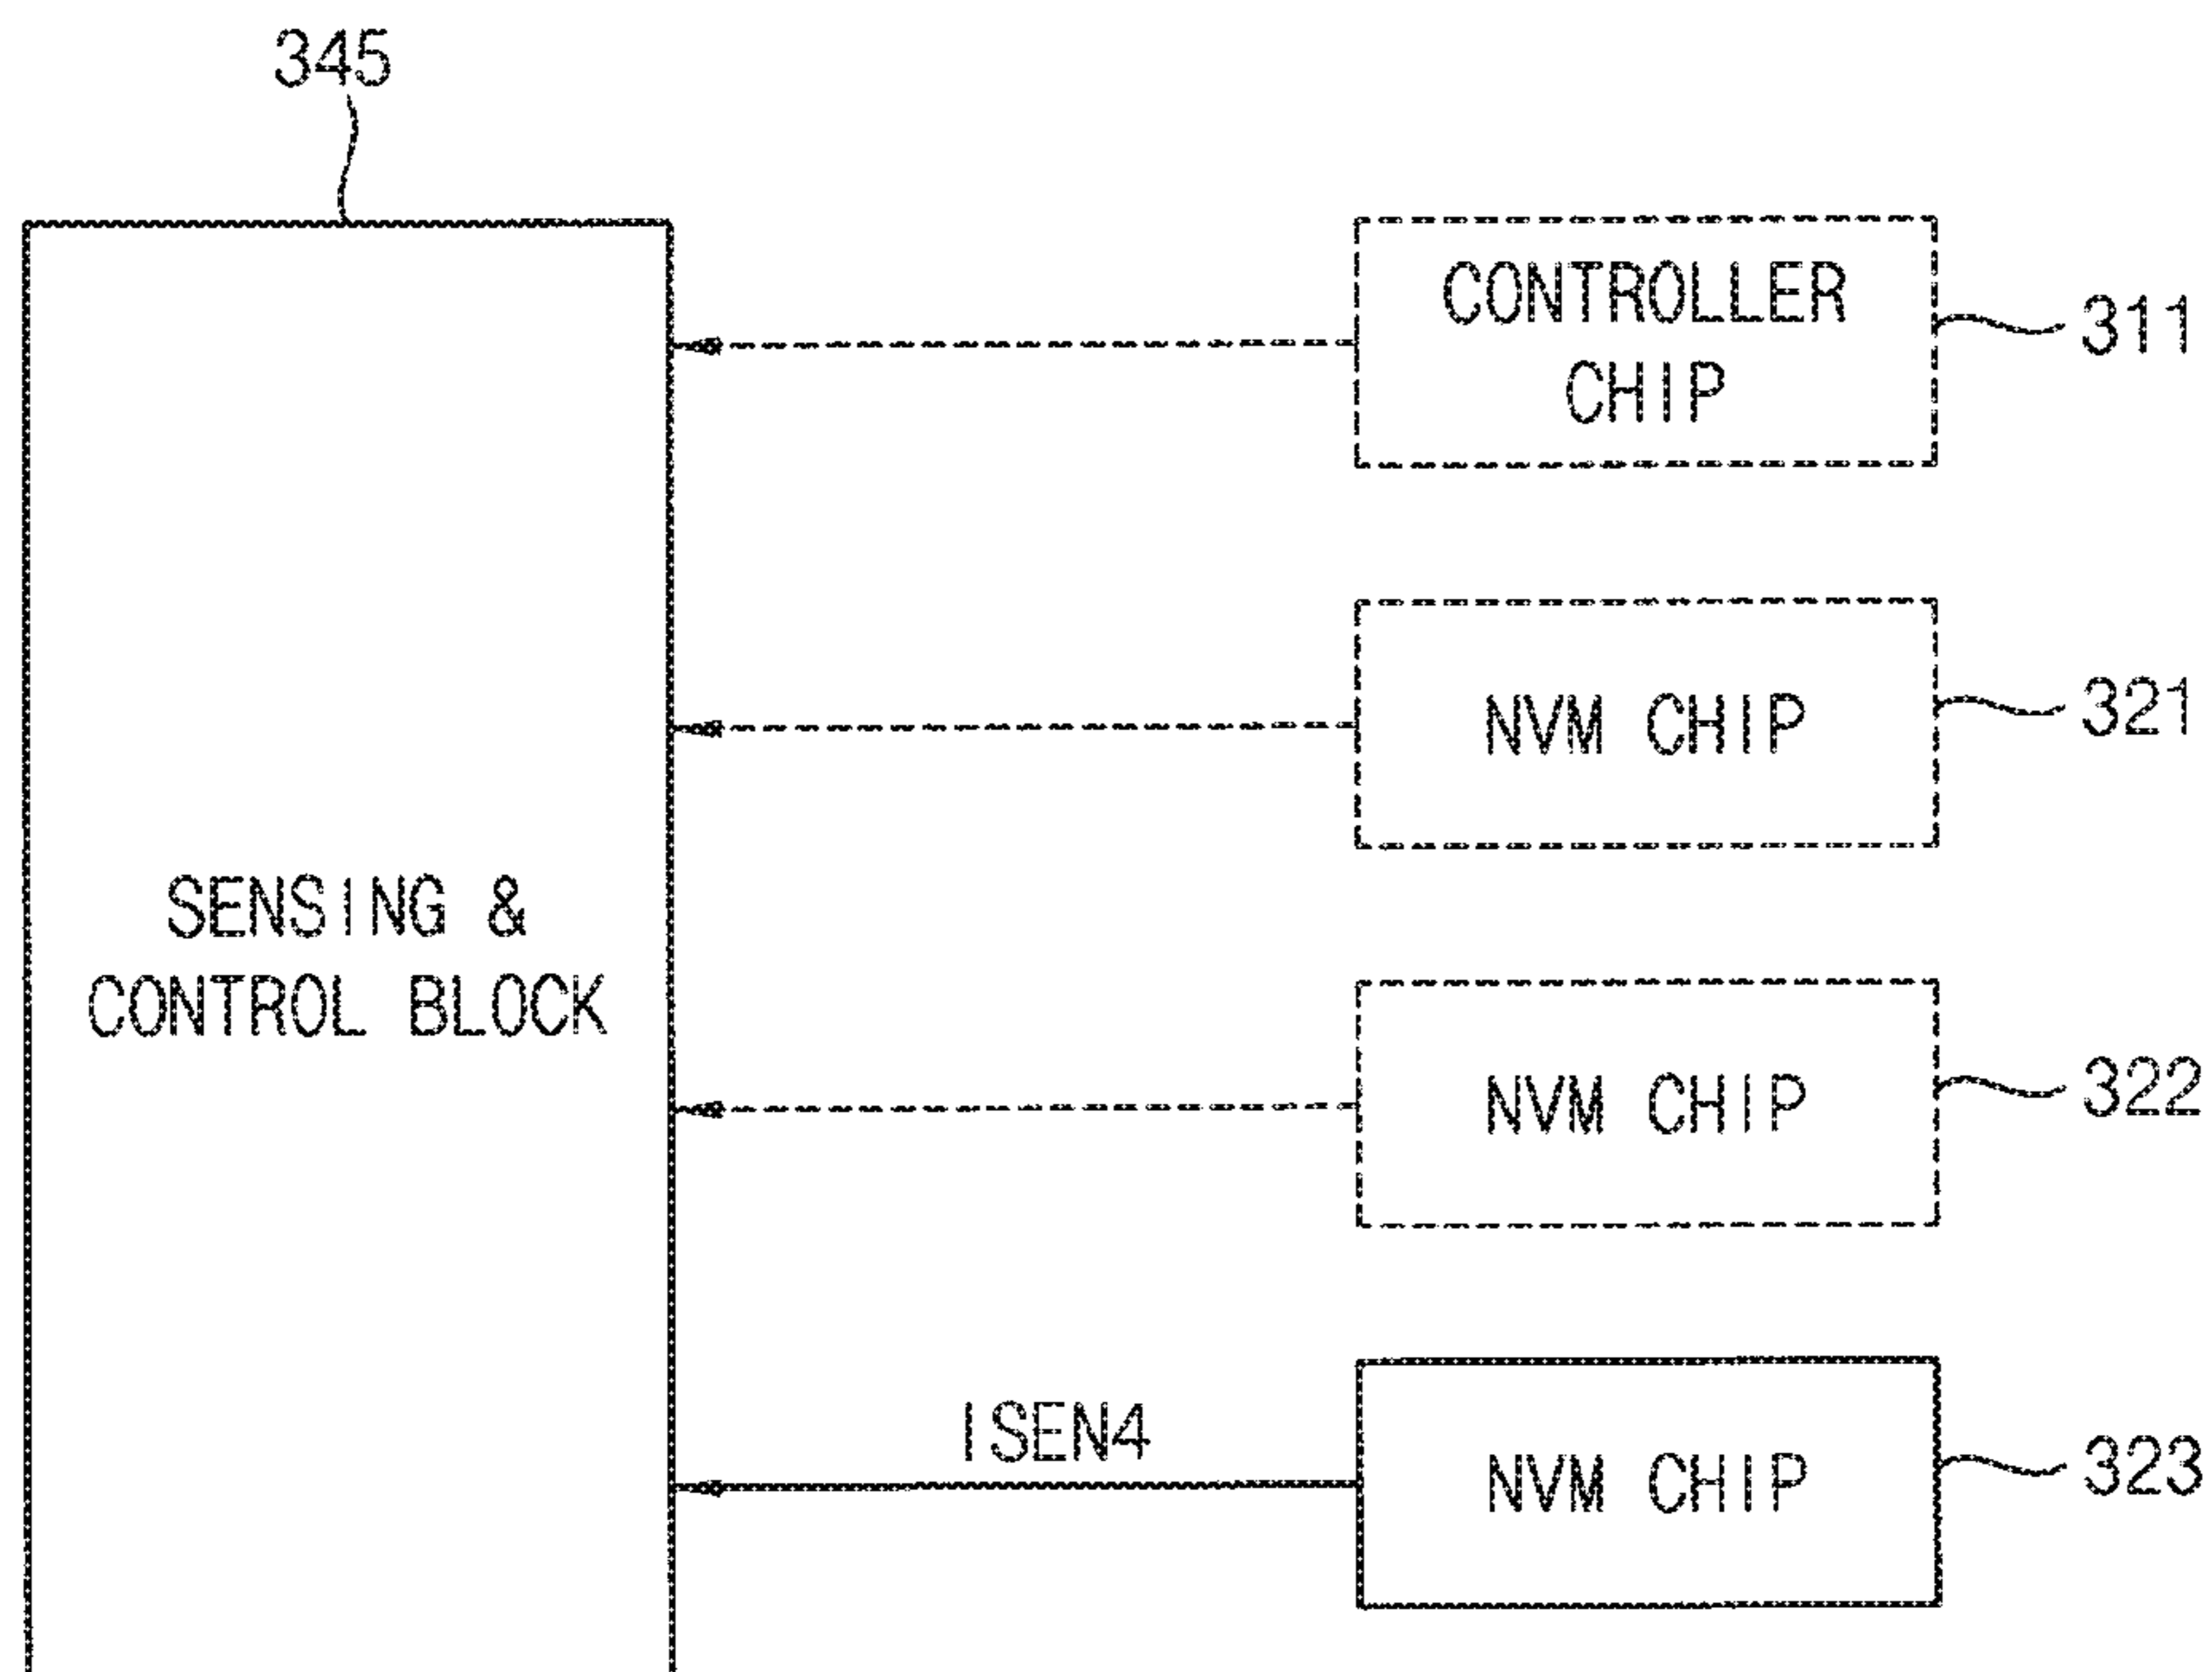 345
CONTROLLER
CHIP
311
NVM CHIP
321
SENSING &
CONTROL BLOCK
NVM CHIP
322
ISEN4
NVM CHIP
323